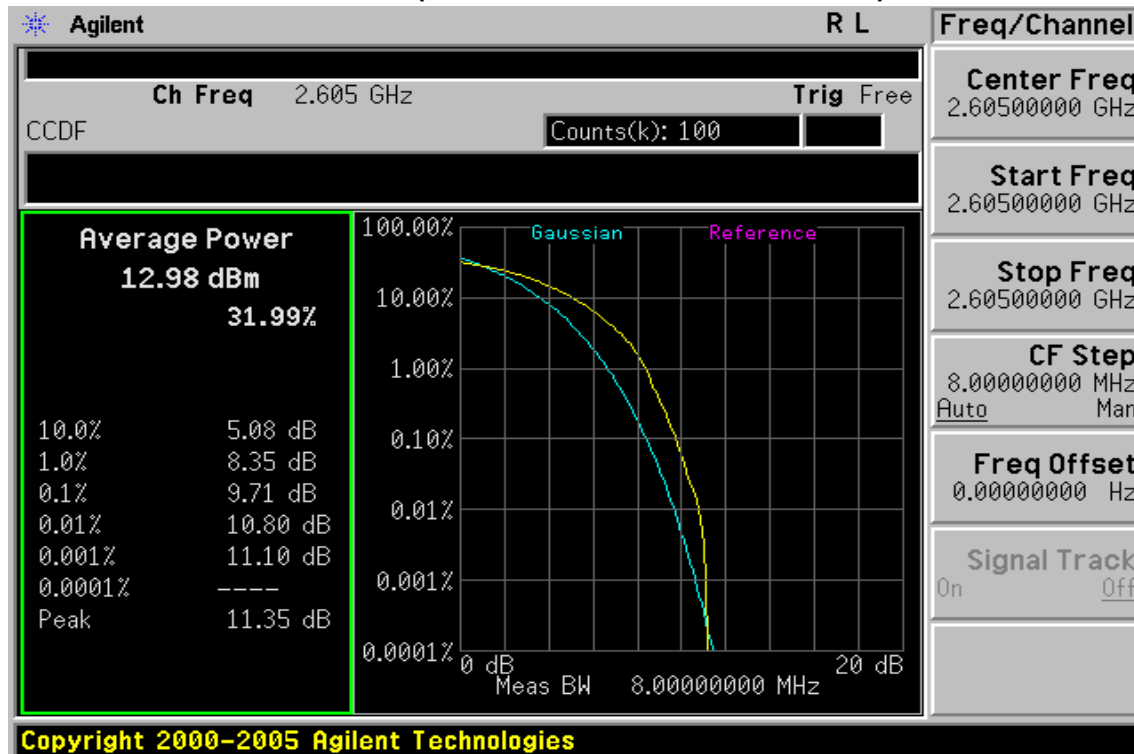 Agilent R L
Ch Freq 2.605 GHz Trig Free
CCDF Counts(k): 100
Average Power
12.98 dBm
31.99%
10.0% 5.08 dB
1.0% 8.35 dB
0.1% 9.71 dB
0.01% 10.80 dB
0.001% 11.10 dB
0.0001% ----
Peak 11.35 dB
Gaussian Reference
100.00%
10.00%
1.00%
0.10%
0.01%
0.001%
0.0001%
0 dB 20 dB
Meas BW 8.00000000 MHz
Freq/Channel
Center Freq
2.60500000 GHz
Start Freq
2.60500000 GHz
Stop Freq
2.60500000 GHz
CF Step
8.00000000 MHz
Auto Man
Freq Offset
0.00000000 Hz
Signal Track
On Off
Copyright 2000-2005 Agilent Technologies